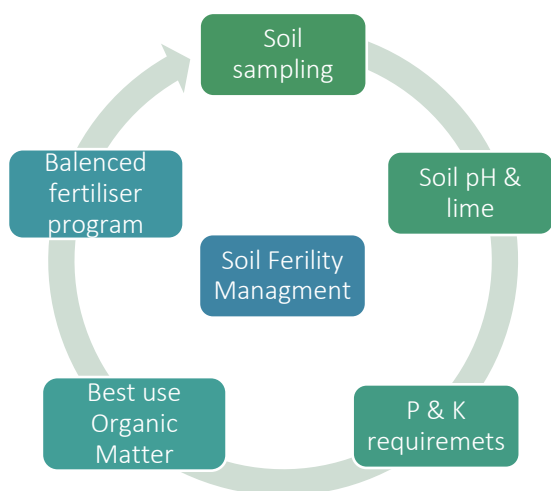 Soil
sampling
Soil pH &
lime
P & K
requiremets
Best use
Organic
Matter
Balenced
fertiliser
program
Soil Ferility
Managment